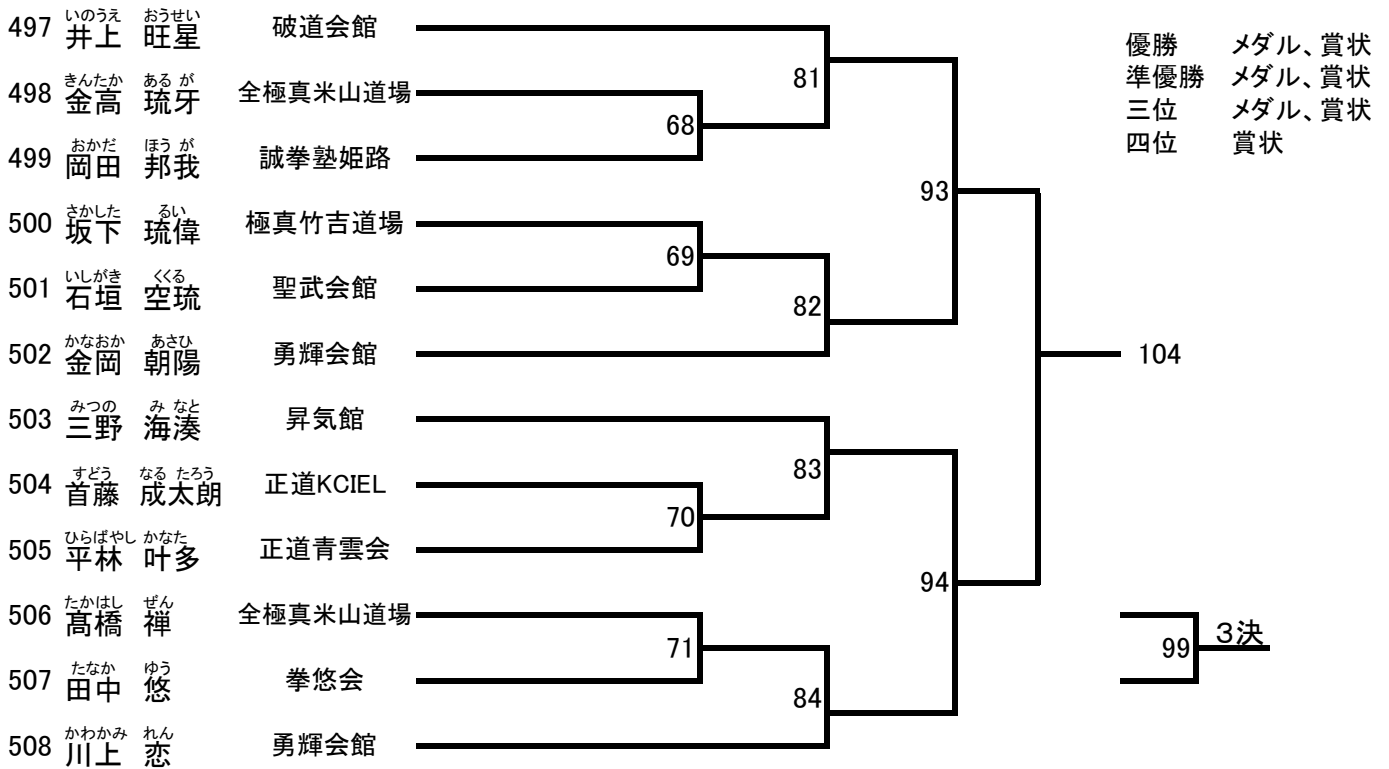 いのうえ おうせい
497 井上 旺星 破道会館
きんたか あるが
498 金高 琉牙 全極真米山道場
おかだ ほうが
499 岡田 邦我 誠拳塾姫路
さかした るい
500 坂下 琉偉 極真竹吉道場
いしがき くくる
501 石垣 空琉 聖武会館
かなおか あさひ
502 金岡 朝陽 勇輝会館
みつの みなと
503 三野 海湊 昇気館
すどう なるたろう
504 首藤 成太朗 正道KCIEL
ひらばやし かなた
505 平林 叶多 正道青雲会
たかはし ぜん
506 髙橋 禅 全極真米山道場
たなか ゆう
507 田中 悠 拳悠会
かわかみ れん
508 川上 恋 勇輝会館
68
69
70
71
81
82
83
84
93
94
104
99 3決
優勝 メダル、賞状
準優勝 メダル、賞状
三位 メダル、賞状
四位 賞状